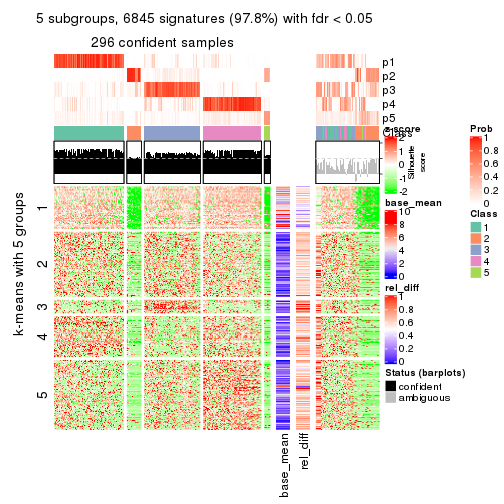 5 subgroups, 6845 signatures (97.8%) with fdr < 0.05
296 confident samples
p1
p2
p3
p4
p5
Class
Silhouette
score
k-means with 5 groups
1
2
3
4
5
base_mean
rel_diff
z-score
2
1
0
-1
-2
base_mean
10
8
6
4
2
0
rel_diff
1
0.8
0.6
0.4
0.2
0
Status (barplots)
confident
ambiguous
Prob
1
0.8
0.6
0.4
0.2
0
Class
1
2
3
4
5